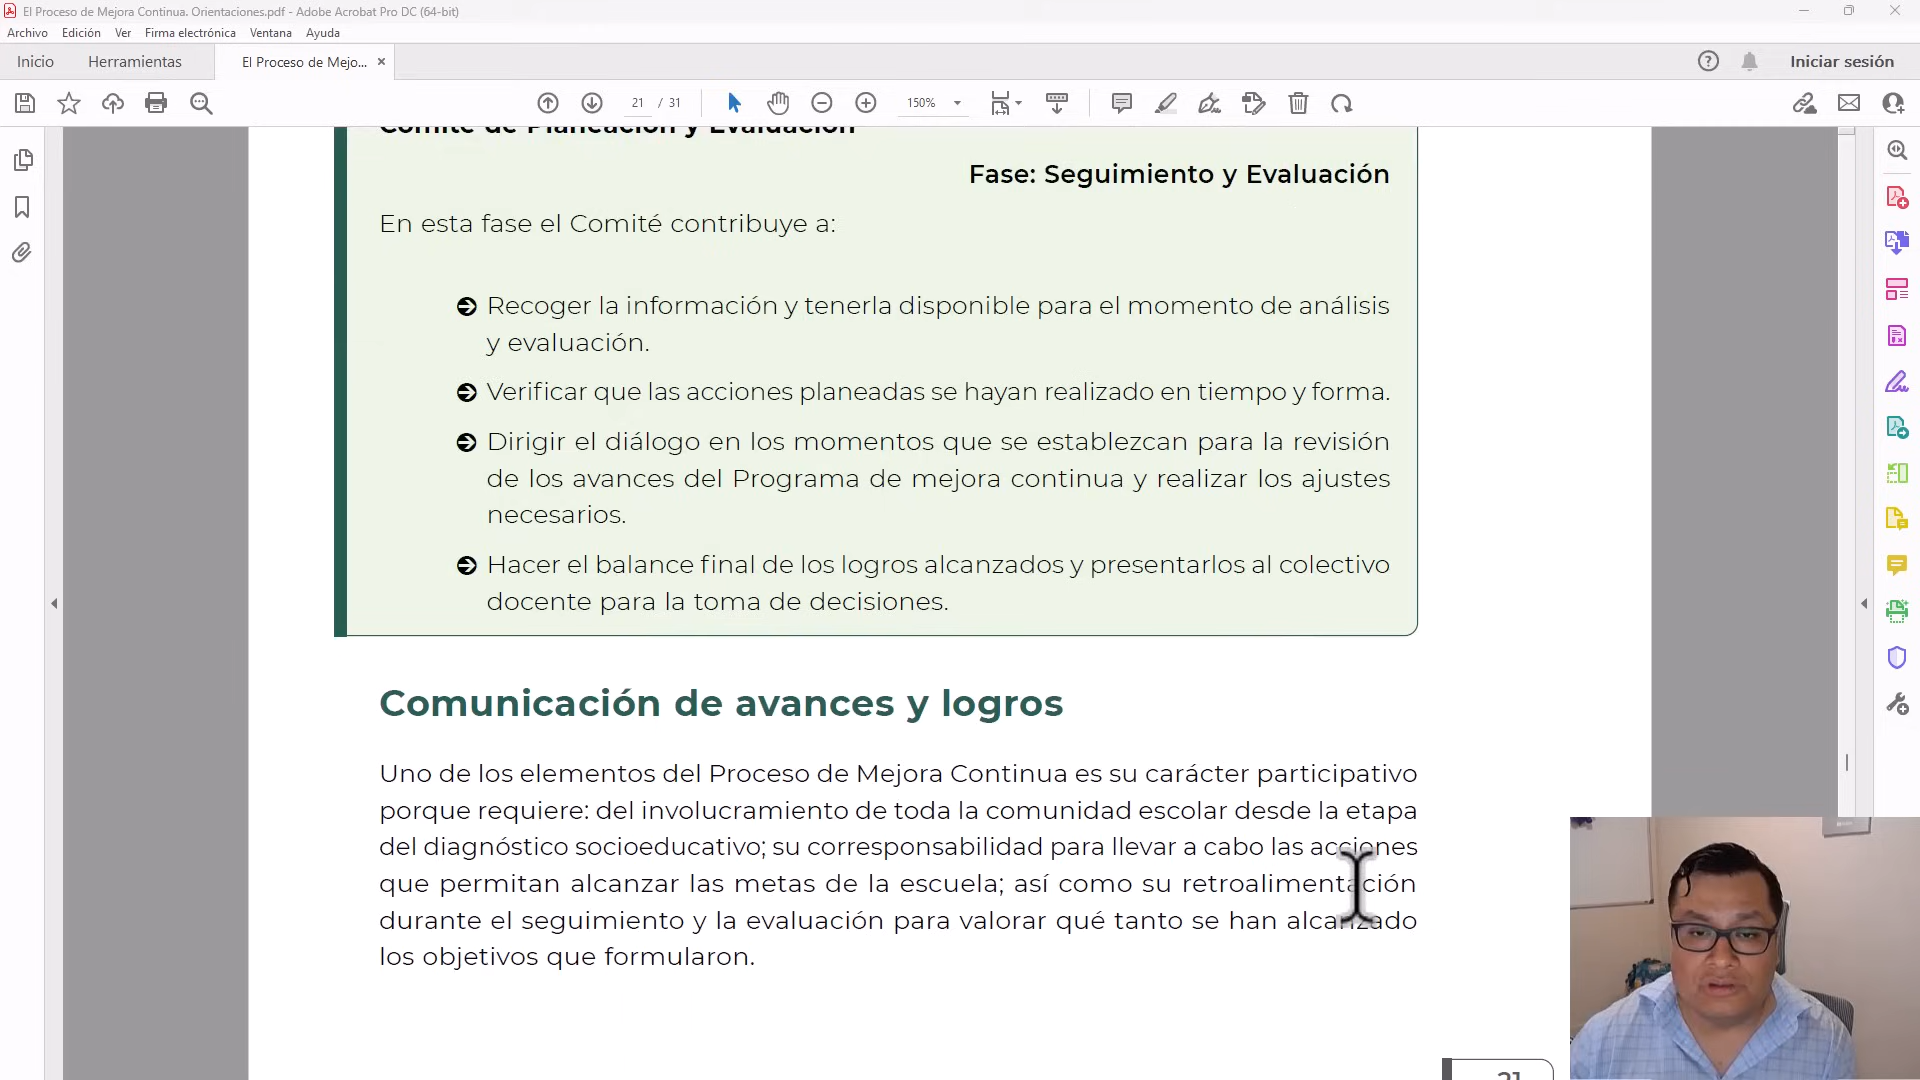 El Proceso de Mejora Continua. Orientaciones.pdf - Adobe Acrobat Pro DC (64-bit)
Archivo Edición Ver Firma electrónica Ventana Ayuda
Inicio Herramientas El Proceso de Mejo... Iniciar sesión
21 / 31 150%
Comité de Planeación y Evaluación
Fase: Seguimiento y Evaluación
En esta fase el Comité contribuye a:
Recoger la información y tenerla disponible para el momento de análisis
y evaluación.
Verificar que las acciones planeadas se hayan realizado en tiempo y forma.
Dirigir el diálogo en los momentos que se establezcan para la revisión
de los avances del Programa de mejora continua y realizar los ajustes
necesarios.
Hacer el balance final de los logros alcanzados y presentarlos al colectivo
docente para la toma de decisiones.
Comunicación de avances y logros
Uno de los elementos del Proceso de Mejora Continua es su carácter participativo
porque requiere: del involucramiento de toda la comunidad escolar desde la etapa
del diagnóstico socioeducativo; su corresponsabilidad para llevar a cabo las acciones
que permitan alcanzar las metas de la escuela; así como su retroalimentación
durante el seguimiento y la evaluación para valorar qué tanto se han alcanzado
los objetivos que formularon.
21